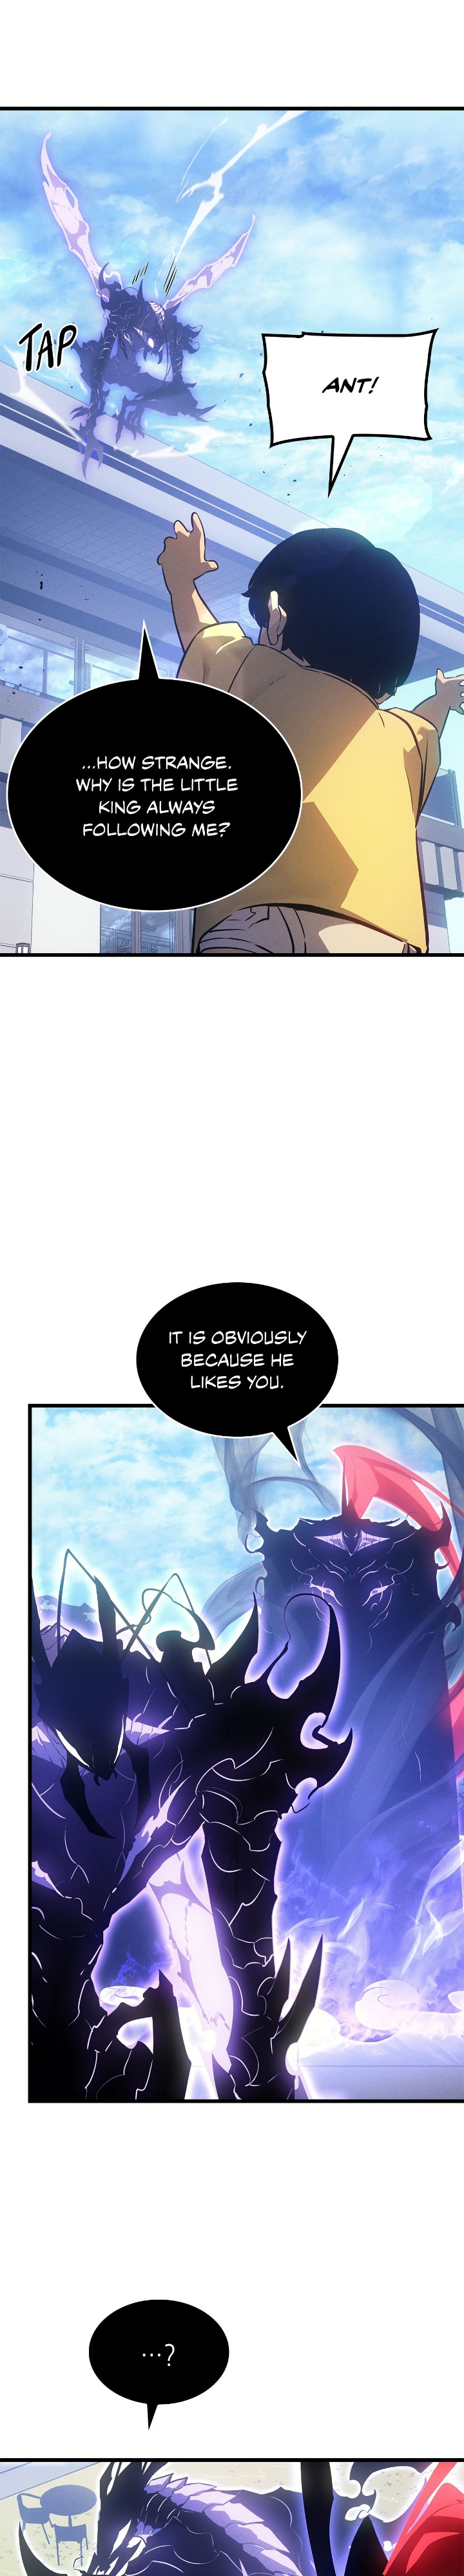 TAP
ANT!
...HOW STRANGE.
WHY IS THE LITTLE
KING ALWAYS
FOLLOWING ME?
IT IS OBVIOUSLY
BECAUSE HE
LIKES YOU.
...?